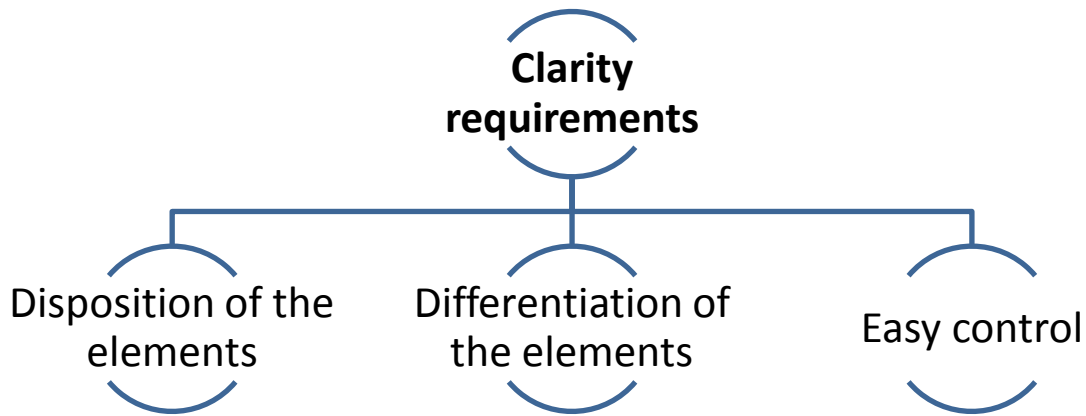 Clarity
requirements
Disposition of the
elements
Differentiation of
the elements
Easy control